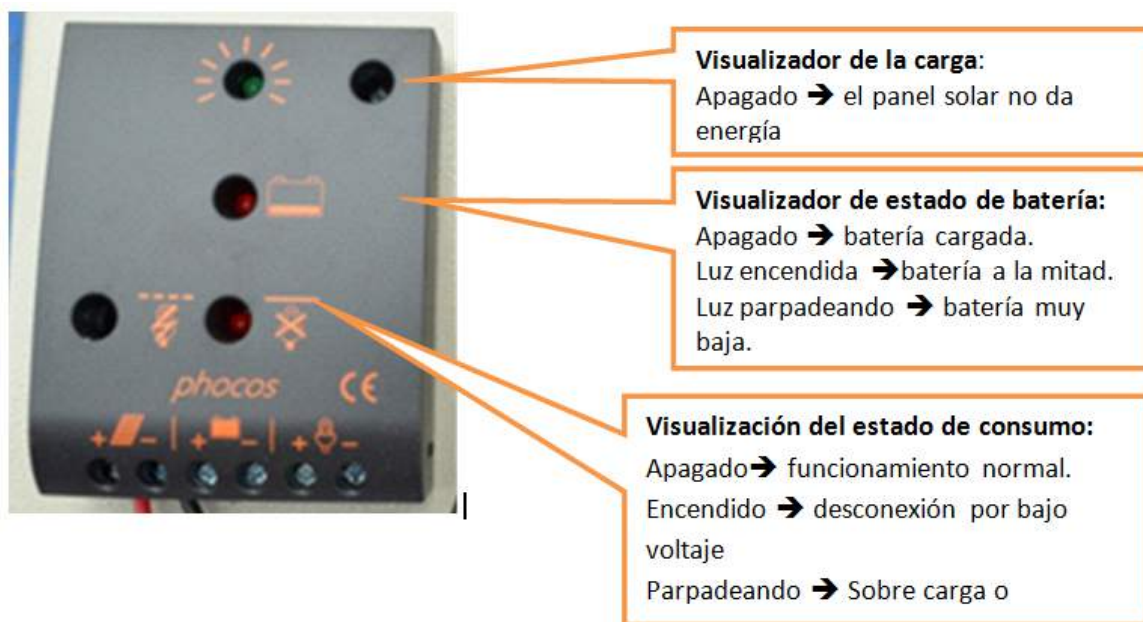 Visualizador de la carga:
Apagado ➔ el panel solar no da
energía
Visualizador de estado de batería:
Apagado ➔ batería cargada.
Luz encendida ➔batería a la mitad.
Luz parpadeando ➔ batería muy
baja.
Visualización del estado de consumo:
Apagado➔ funcionamiento normal.
Encendido ➔ desconexión por bajo
voltaje
Parpadeando ➔ Sobre carga o
phocos CE
+ - | + - | + -